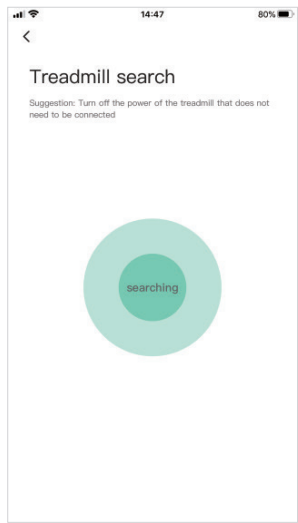 14:47
80%
Treadmill search
Suggestion: Turn off the power of the treadmill that does not
need to be connected
searching